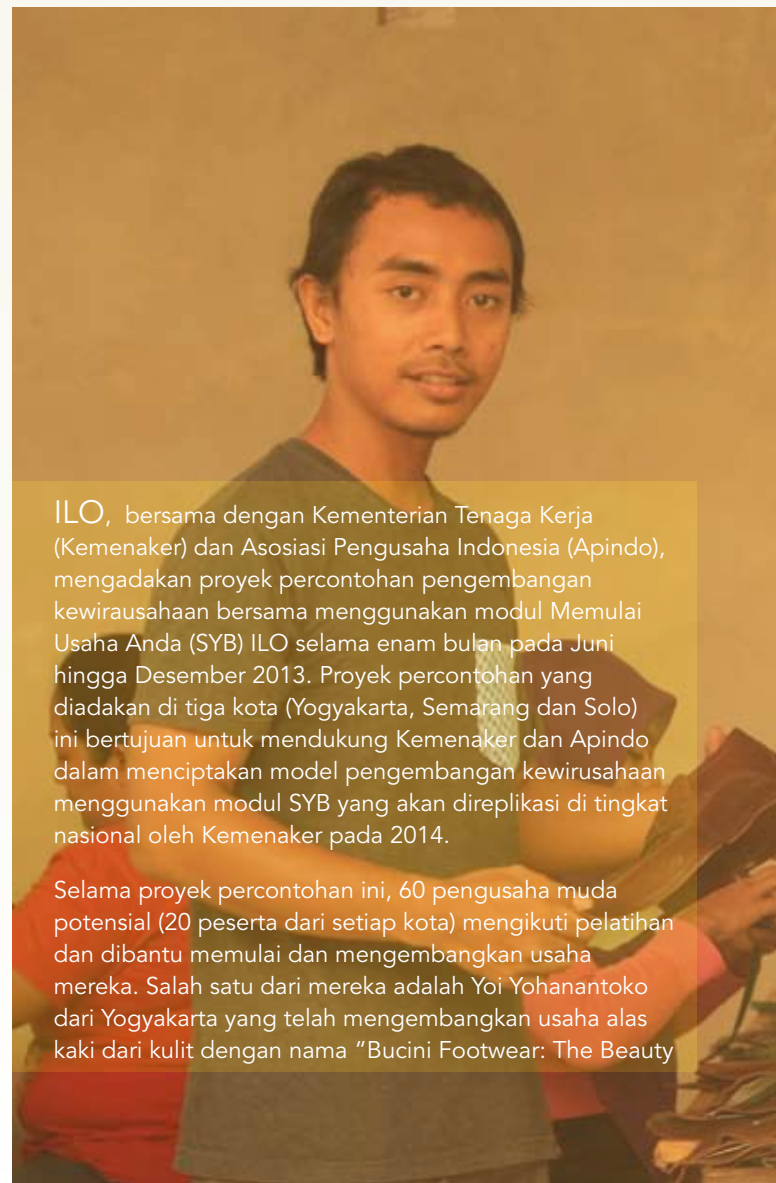 ILO, bersama dengan Kementerian Tenaga Kerja
(Kemenaker) dan Asosiasi Pengusaha Indonesia (Apindo),
mengadakan proyek percontohan pengembangan
kewirausahaan bersama menggunakan modul Memulai
Usaha Anda (SYB) ILO selama enam bulan pada Juni
hingga Desember 2013. Proyek percontohan yang
diadakan di tiga kota (Yogyakarta, Semarang dan Solo)
ini bertujuan untuk mendukung Kemenaker dan Apindo
dalam menciptakan model pengembangan kewirusahaan
menggunakan modul SYB yang akan direplikasi di tingkat
nasional oleh Kemenaker pada 2014.
Selama proyek percontohan ini, 60 pengusaha muda
potensial (20 peserta dari setiap kota) mengikuti pelatihan
dan dibantu memulai dan mengembangkan usaha
mereka. Salah satu dari mereka adalah Yoi Yohanantoko
dari Yogyakarta yang telah mengembangkan usaha alas
kaki dari kulit dengan nama “Bucini Footwear: The Beauty